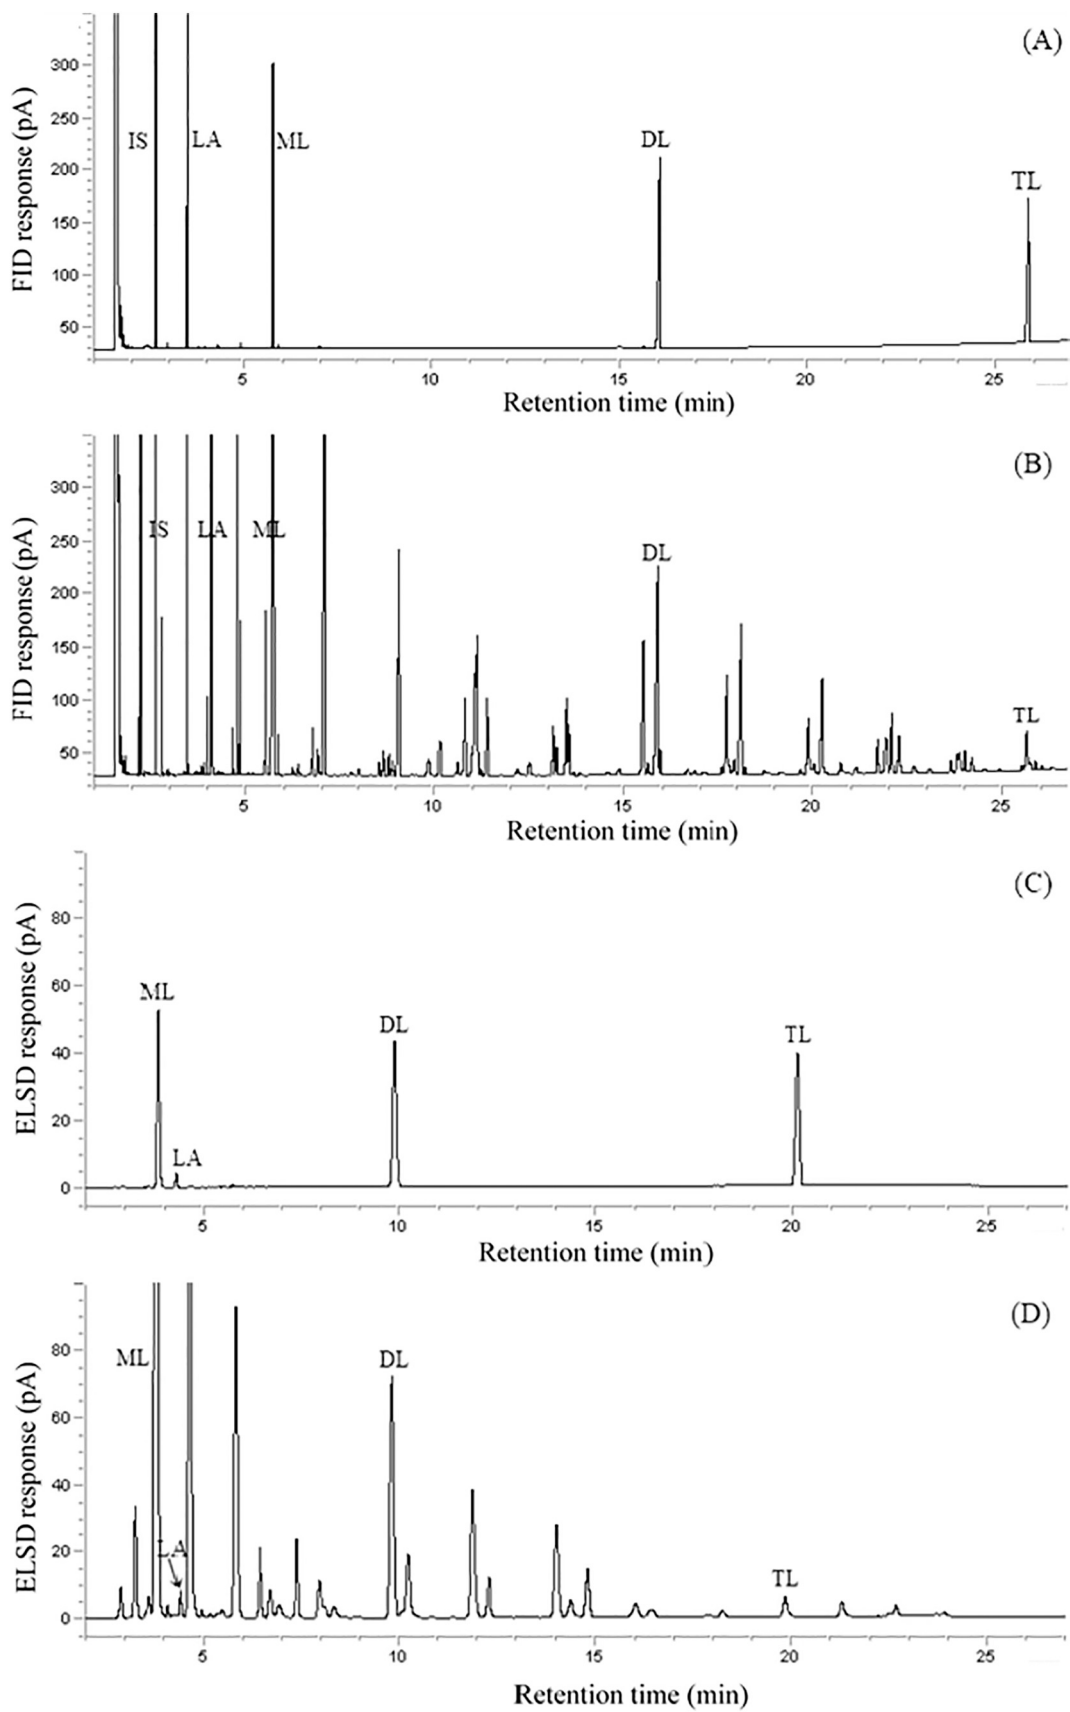 (A)
FID response (pA)
300
250
200
150
100
50
IS
LA
ML
DL
TL
5
10
15
20
25
Retention time (min)
(B)
FID response (pA)
300
250
200
150
100
50
IS
LA
ML
DL
TL
5
10
15
20
25
Retention time (min)
(C)
ELSD response (pA)
80
60
40
20
0
ML
LA
DL
TL
5
10
15
20
25
Retention time (min)
(D)
ELSD response (pA)
80
60
40
20
0
ML
LA
DL
TL
5
10
15
20
25
Retention time (min)